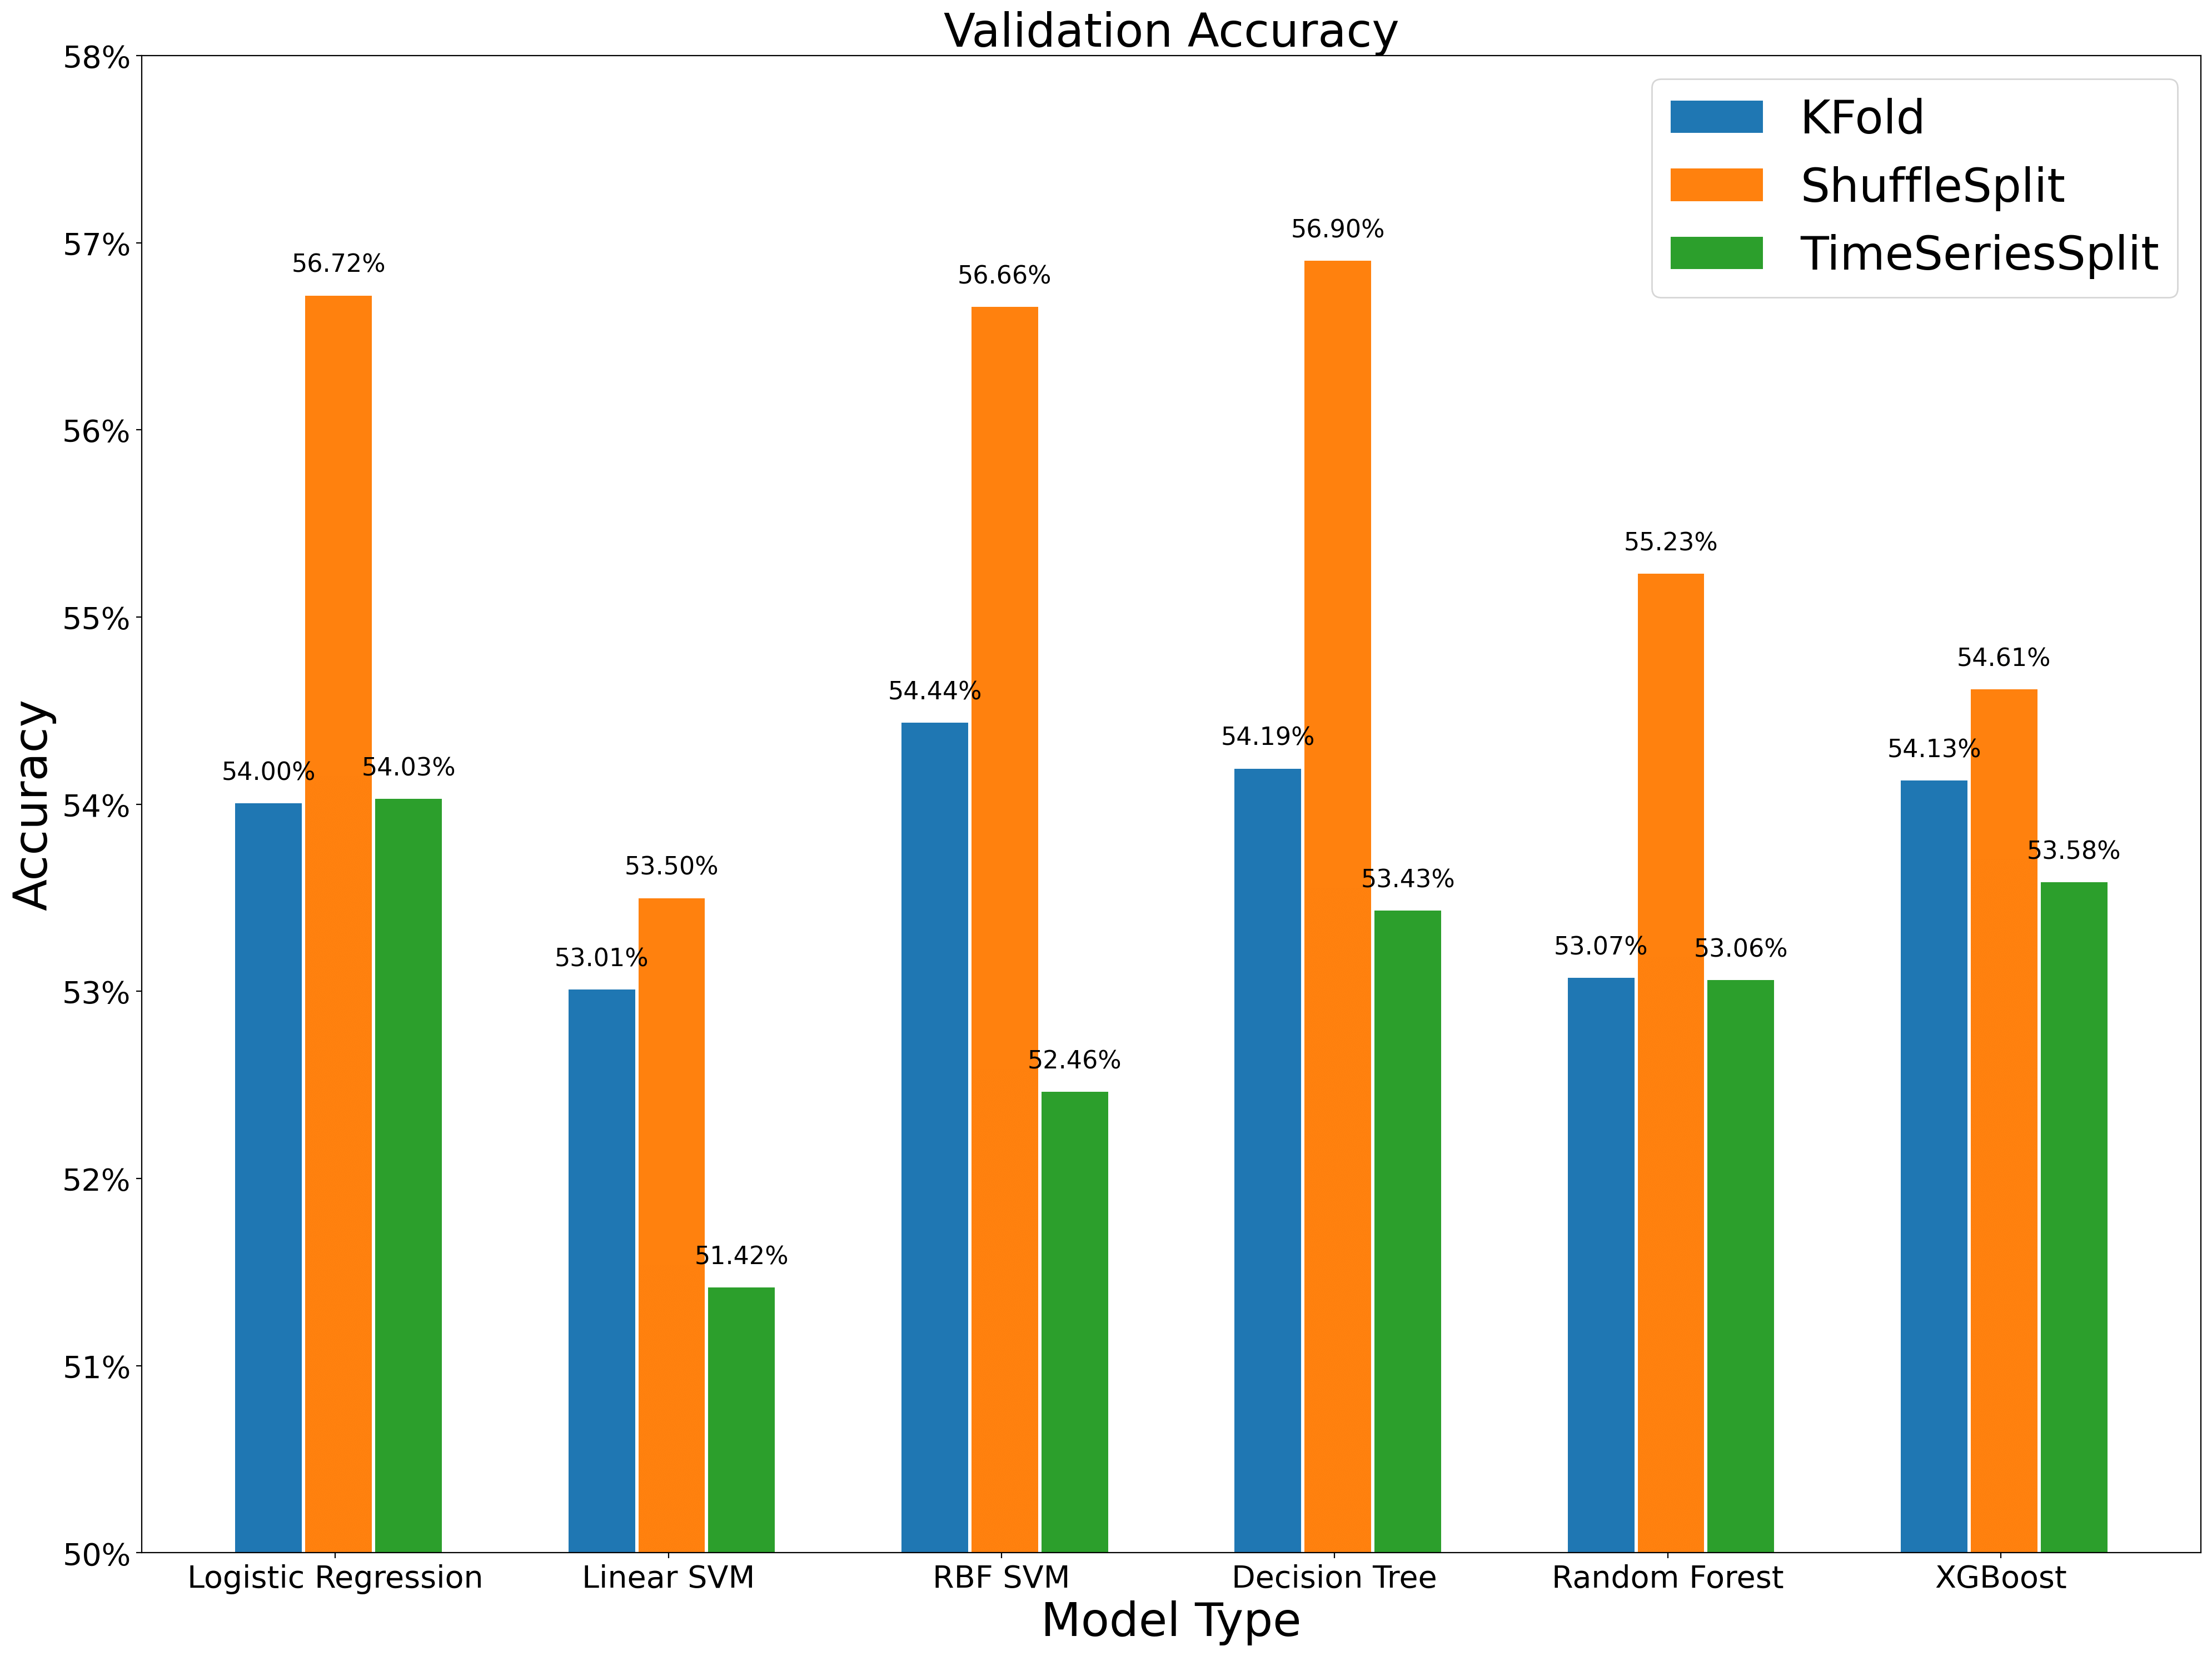 Validation Accuracy
58%
57%
56%
55%
54%
53%
52%
51%
50%
Accuracy
KFold
ShuffleSplit
TimeSeriesSplit
54.00%
56.72%
54.03%
53.01%
53.50%
51.42%
54.44%
56.66%
52.46%
54.19%
56.90%
53.43%
53.07%
55.23%
53.06%
54.13%
54.61%
53.58%
Logistic Regression
Linear SVM
RBF SVM
Decision Tree
Random Forest
XGBoost
Model Type